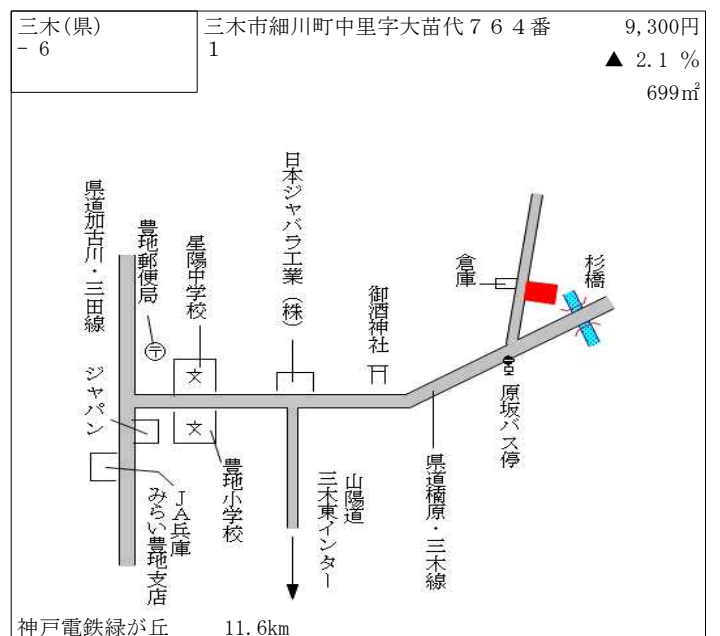 三木(県)
- 6
三木市細川町中里字大苗代７６４番
1
9,300円
▲ 2.1 %
699㎡
県道加古川・三田線
豊地郵便局
〒
星陽中学校
文
日本ジャバラ工業（株）
御酒神社
倉庫
杉橋
ジャパン
文
原坂バス停
ＪＡ兵庫
みらい豊地支店
豊地小学校
山陽道
三木東インター
県道楠原・三木線
神戸電鉄緑が丘
11.6km